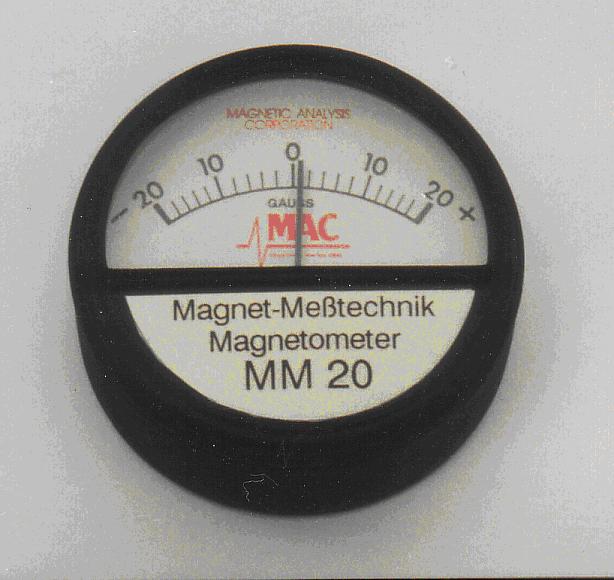 MAGNETIC ANALYSIS
CORPORATION
− 20 10 0 10 20 +
GAUSS
MAC
Magnet-Meßtechnik
Magnetometer
MM 20